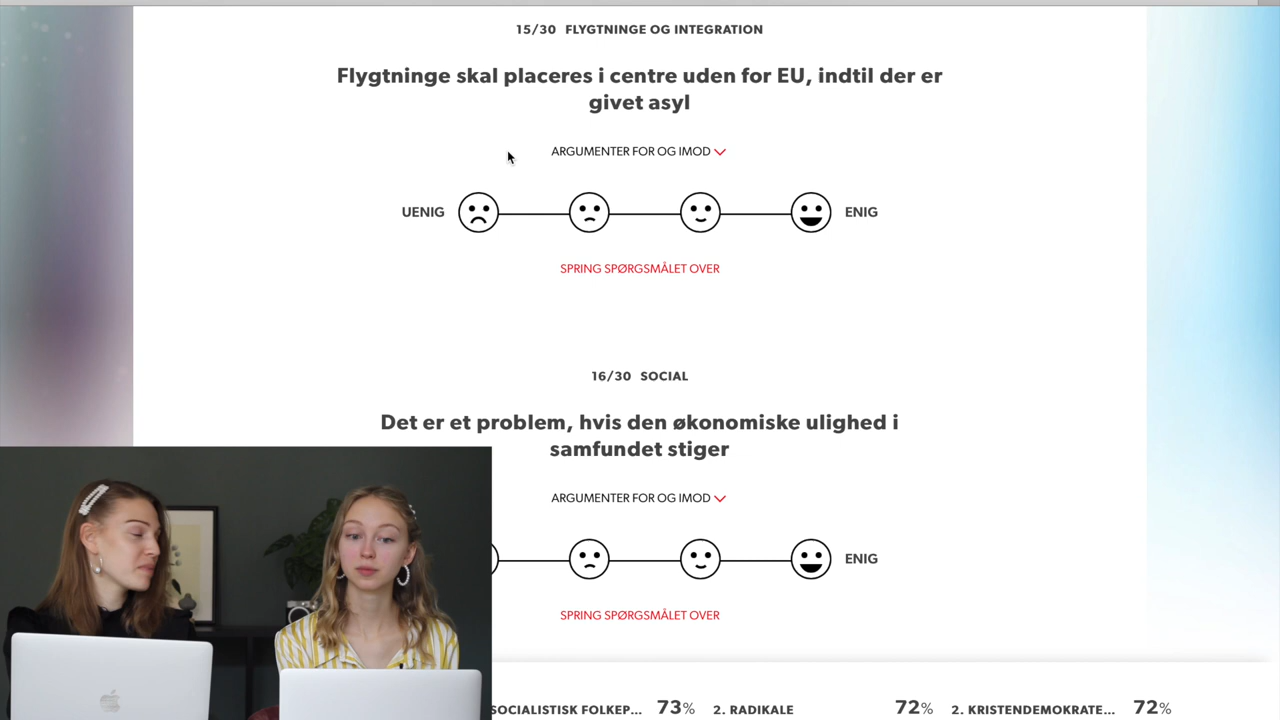 15/30 FLYGTNINGE OG INTEGRATION
Flygtninge skal placeres i centre uden for EU, indtil der er
givet asyl
ARGUMENTER FOR OG IMOD
UENIG
ENIG
SPRING SPØRGSMÅLET OVER
16/30 SOCIAL
Det er et problem, hvis den økonomiske ulighed i
samfundet stiger
ARGUMENTER FOR OG IMOD
ENIG
SPRING SPØRGSMÅLET OVER
SOCIALISTISK FOLKEP... 73% 2. RADIKALE 72% 2. KRISTENDEMOKRATE... 72%